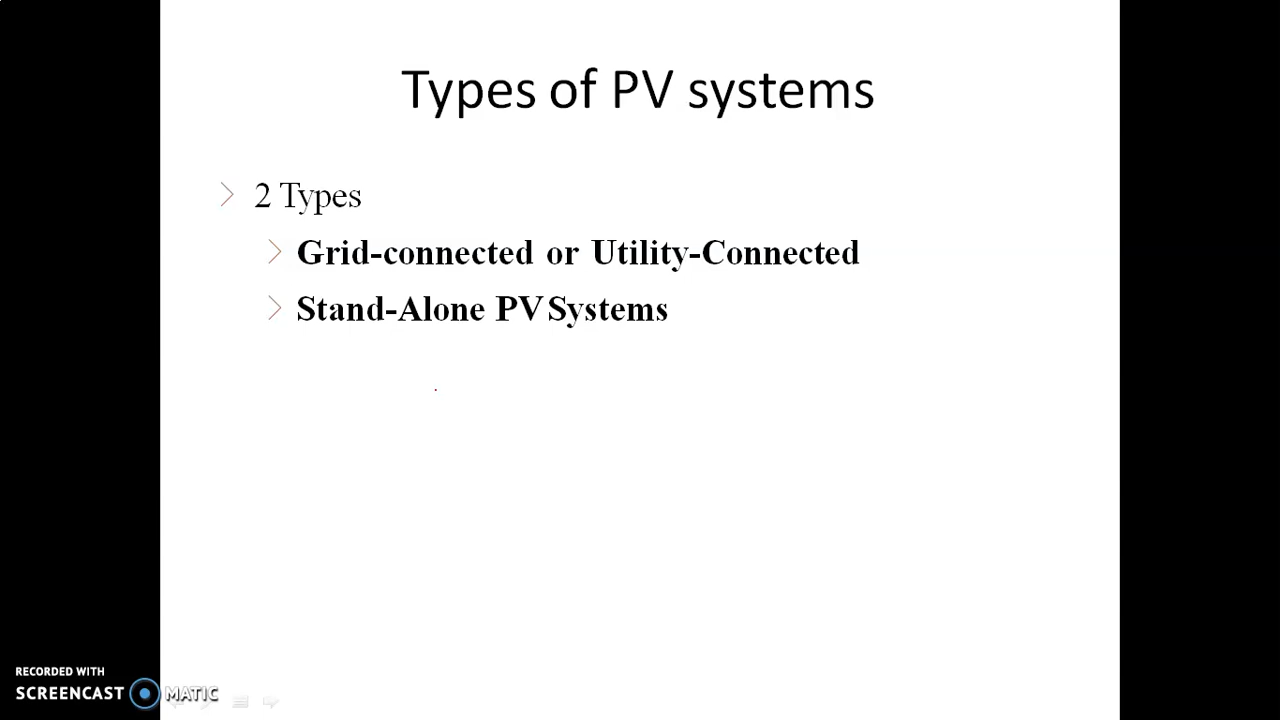 Types of PV systems
2 Types
Grid-connected or Utility-Connected
Stand-Alone PV Systems
RECORDED WITH
SCREENCAST MATIC